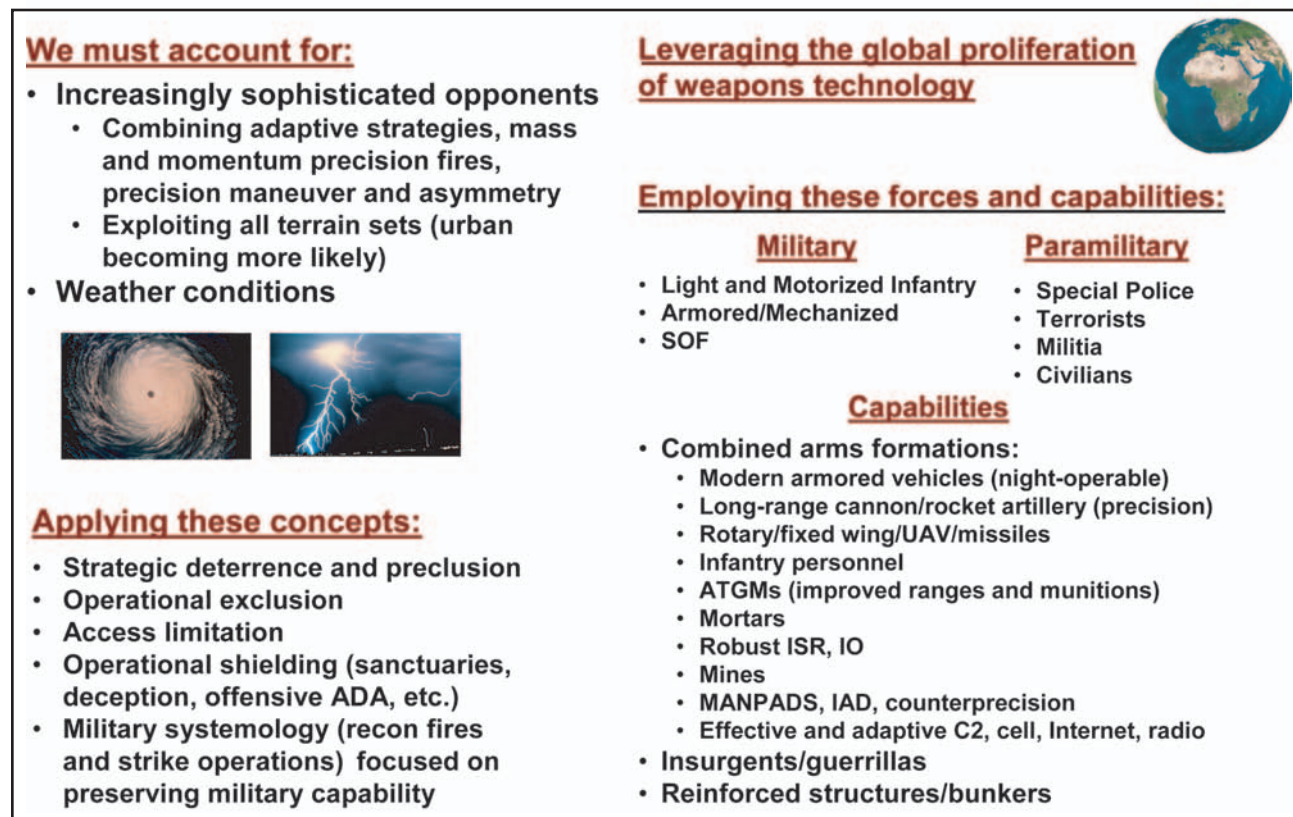 We must account for:
• Increasingly sophisticated opponents
• Combining adaptive strategies, mass
and momentum precision fires,
precision maneuver and asymmetry
• Exploiting all terrain sets (urban
becoming more likely)
• Weather conditions
Applying these concepts:
• Strategic deterrence and preclusion
• Operational exclusion
• Access limitation
• Operational shielding (sanctuaries,
deception, offensive ADA, etc.)
• Military systemology (recon fires
and strike operations) focused on
preserving military capability
Leveraging the global proliferation
of weapons technology
Employing these forces and capabilities:
Military
• Light and Motorized Infantry
• Armored/Mechanized
• SOF
Paramilitary
• Special Police
• Terrorists
• Militia
• Civilians
Capabilities
• Combined arms formations:
• Modern armored vehicles (night-operable)
• Long-range cannon/rocket artillery (precision)
• Rotary/fixed wing/UAV/missiles
• Infantry personnel
• ATGMs (improved ranges and munitions)
• Mortars
• Robust ISR, IO
• Mines
• MANPADS, IAD, counterprecision
• Effective and adaptive C2, cell, Internet, radio
• Insurgents/guerrillas
• Reinforced structures/bunkers